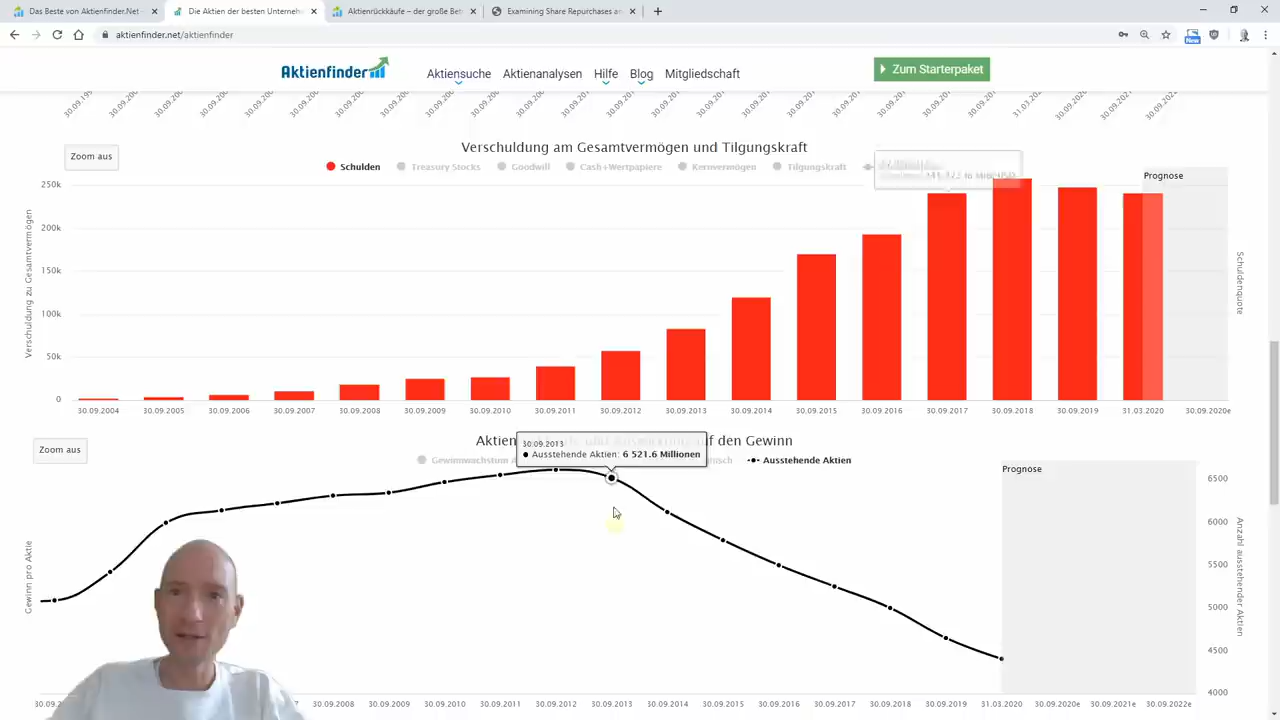 Das Beste von Aktienfinder.Net -
Die Aktien der besten Unternehm
Aktienrückkäufe – der große Bet
Examining Share Repurchases an
aktienfinder.net/aktienfinder
New
Aktienfinder
Aktiensuche Aktienanalysen Hilfe Blog Mitgliedschaft
Zum Starterpaket
Zoom aus
Verschuldung am Gesamtvermögen und Tilgungskraft
Schulden Treasury Stocks Goodwill Cash+Wertpapiere Kernvermögen Tilgungskraft
Prognose
Verschuldung zu Gesamtvermögen
Schuldenquote
250k
200k
150k
100k
50k
0
30.09.2004 30.09.2005 30.09.2006 30.09.2007 30.09.2008 30.09.2009 30.09.2010 30.09.2011 30.09.2012 30.09.2013 30.09.2014 30.09.2015 30.09.2016 30.09.2017 30.09.2018 30.09.2019 31.03.2020 30.09.2020e
Zoom aus
auf den Gewinn
30.09.2013
Ausstehende Aktien: 6 521.6 Millionen
Gewinnwachstum
Ausstehende Aktien
Prognose
Gewinn pro Aktie
Anzahl ausstehender Aktien
6500
6000
5500
5000
4500
4000
30.09.2008 30.09.2009 30.09.2010 30.09.2011 30.09.2012 30.09.2013 30.09.2014 30.09.2015 30.09.2016 30.09.2017 30.09.2018 30.09.2019 31.03.2020 30.09.2020e 30.09.2021e 30.09.2022e